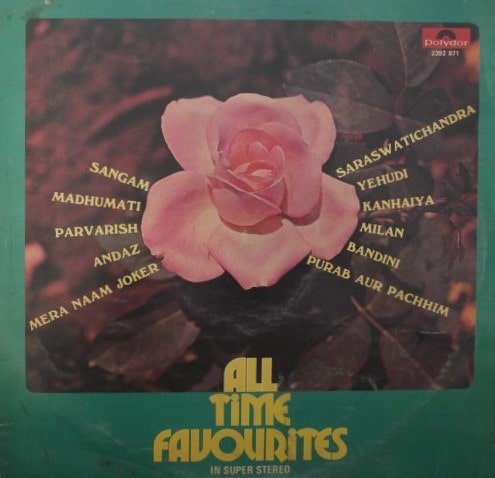 Polydor
2392 871
SANGAM
MADHUMATI
PARVARISH
ANDAZ
MERA NAAM JOKER
SARASWATICHANDRA
YEHUDI
KANHAIYA
MILAN
BANDINI
PURAB AUR PACHHIM
ALL
TIME
FAVOURITES
IN SUPER STEREO